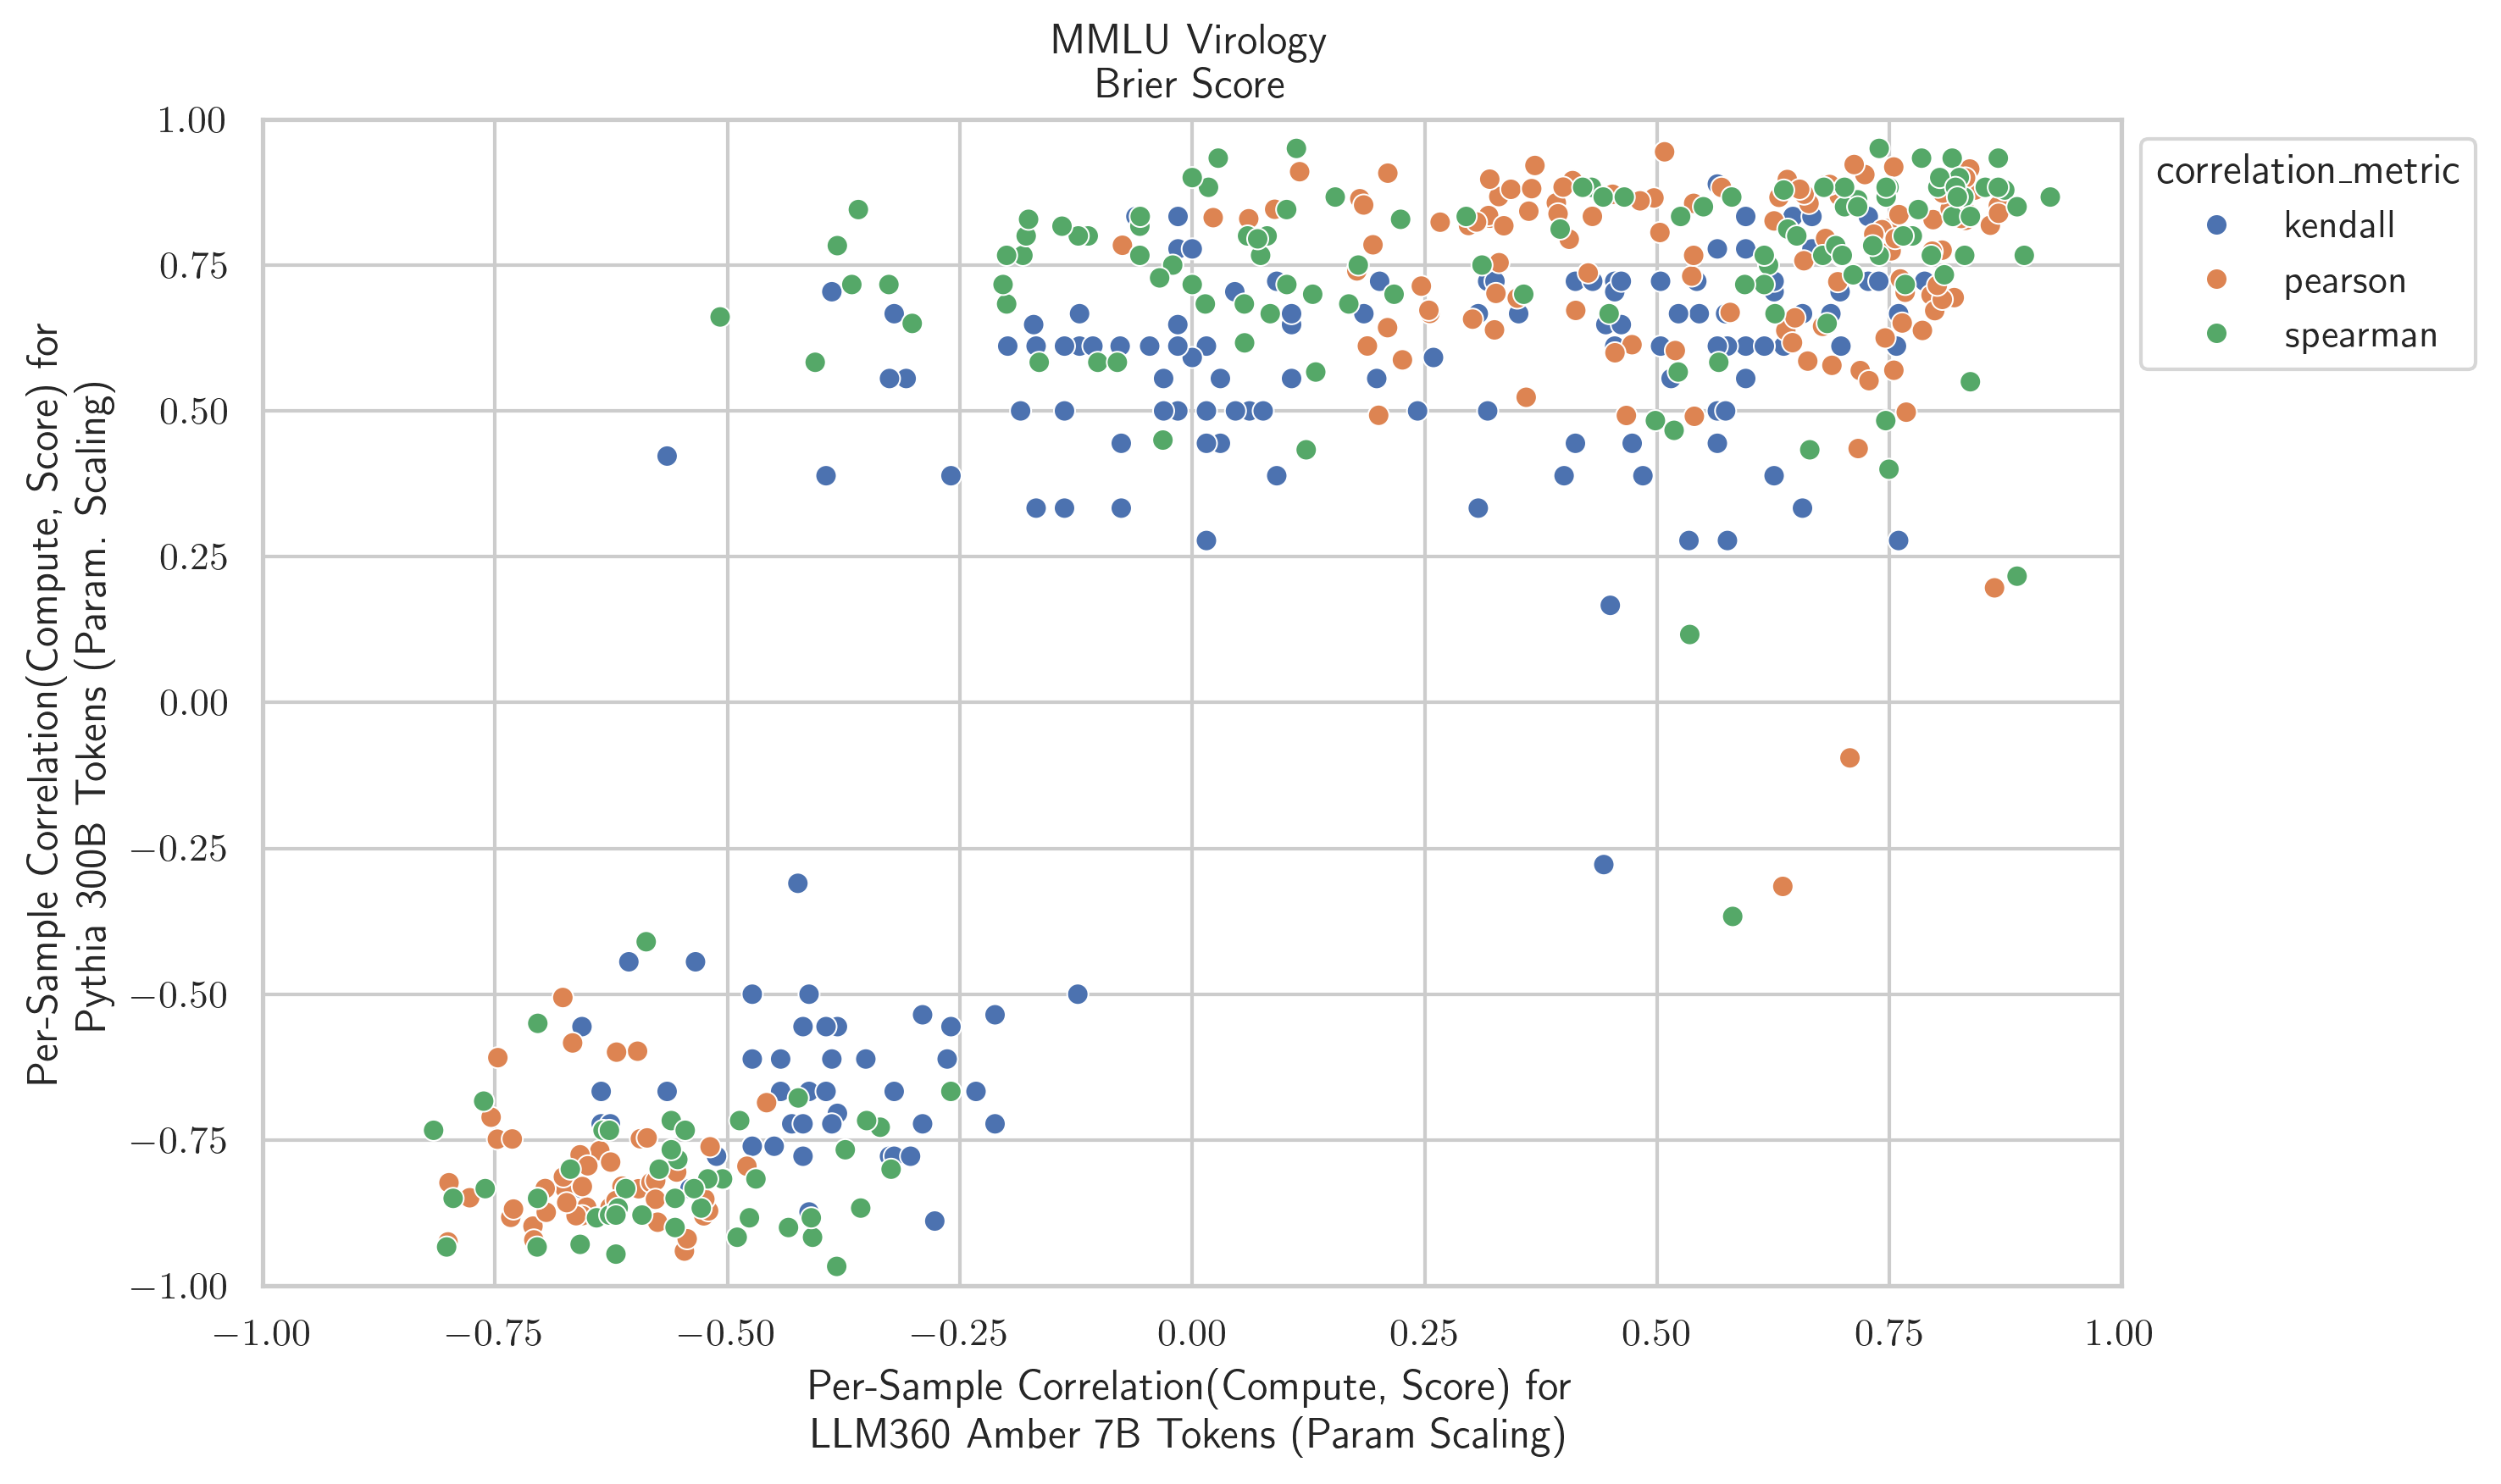 MMLU Virology
Brier Score
Per-Sample Correlation(Compute, Score) for
Pythia 300B Tokens (Param. Scaling)
1.00
0.75
0.50
0.25
0.00
−0.25
−0.50
−0.75
−1.00
−1.00
−0.75
−0.50
−0.25
0.00
0.25
0.50
0.75
1.00
Per-Sample Correlation(Compute, Score) for
LLM360 Amber 7B Tokens (Param Scaling)
correlation_metric
kendall
pearson
spearman